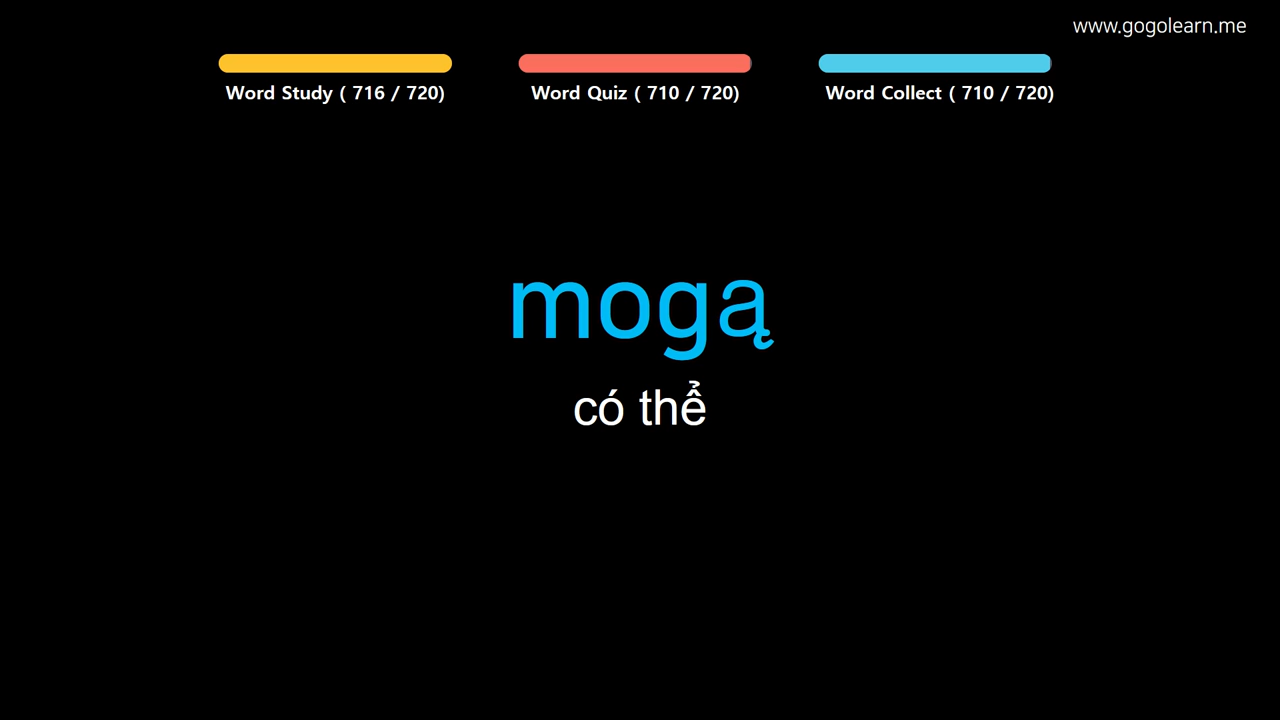 www.gogolearn.me
Word Study ( 716 / 720)
Word Quiz ( 710 / 720)
Word Collect ( 710 / 720)
mogą
có thể